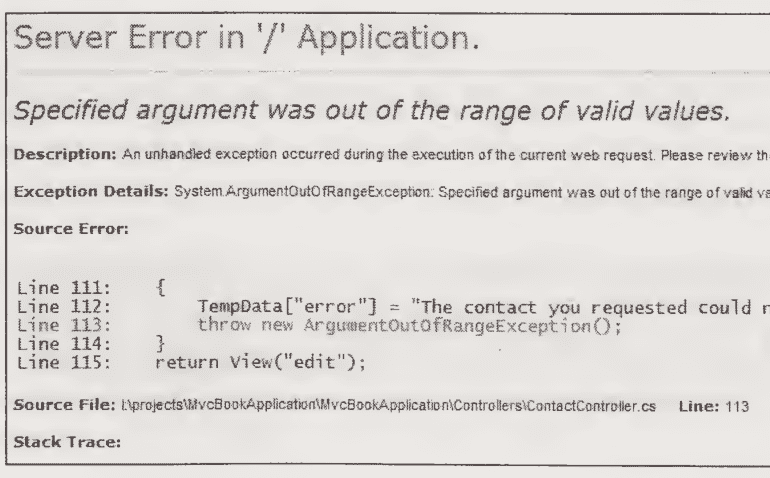 Server Error in '/' Application.
Specified argument was out of the range of valid values.
Description: An unhandled exception occurred during the execution of the current web request. Please review
Exception Details: System.ArgumentOutOfRangeException: Specified argument was out of the range of valid
Source Error:
Line 111: {
Line 112: TempData["error"] = "The contact you requested could
Line 113: throw new ArgumentOutOfRangeException();
Line 114: }
Line 115: return View("edit");
Source File: I:\projects\MvcBookApplication\MvcBookApplication\Controllers\ContactController.cs Line: 113
Stack Trace: